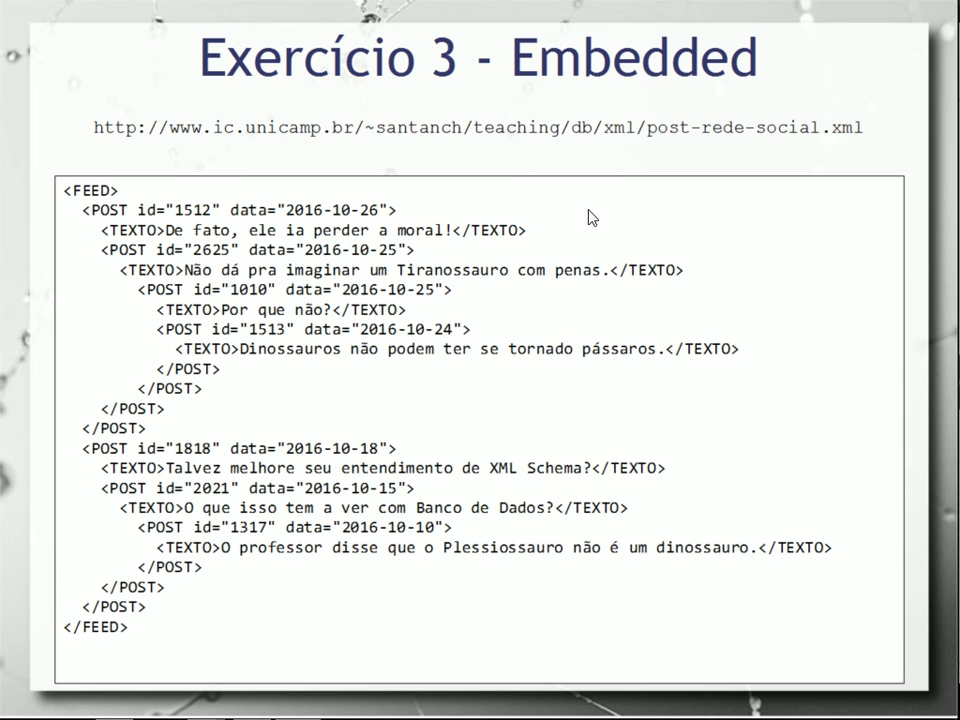 Exercício 3 - Embedded
http://www.ic.unicamp.br/~santanch/teaching/db/xml/post-rede-social.xml
<FEED>
  <POST id="1512" data="2016-10-26">
    <TEXTO>De fato, ele ia perder a moral!</TEXTO>
    <POST id="2625" data="2016-10-25">
      <TEXTO>Não dá pra imaginar um Tiranossauro com penas.</TEXTO>
        <POST id="1010" data="2016-10-25">
          <TEXTO>Por que não?</TEXTO>
          <POST id="1513" data="2016-10-24">
            <TEXTO>Dinossauros não podem ter se tornado pássaros.</TEXTO>
          </POST>
        </POST>
    </POST>
  </POST>
  <POST id="1818" data="2016-10-18">
    <TEXTO>Talvez melhore seu entendimento de XML Schema?</TEXTO>
    <POST id="2021" data="2016-10-15">
      <TEXTO>O que isso tem a ver com Banco de Dados?</TEXTO>
        <POST id="1317" data="2016-10-10">
          <TEXTO>O professor disse que o Plessiossauro não é um dinossauro.</TEXTO>
        </POST>
    </POST>
  </POST>
</FEED>